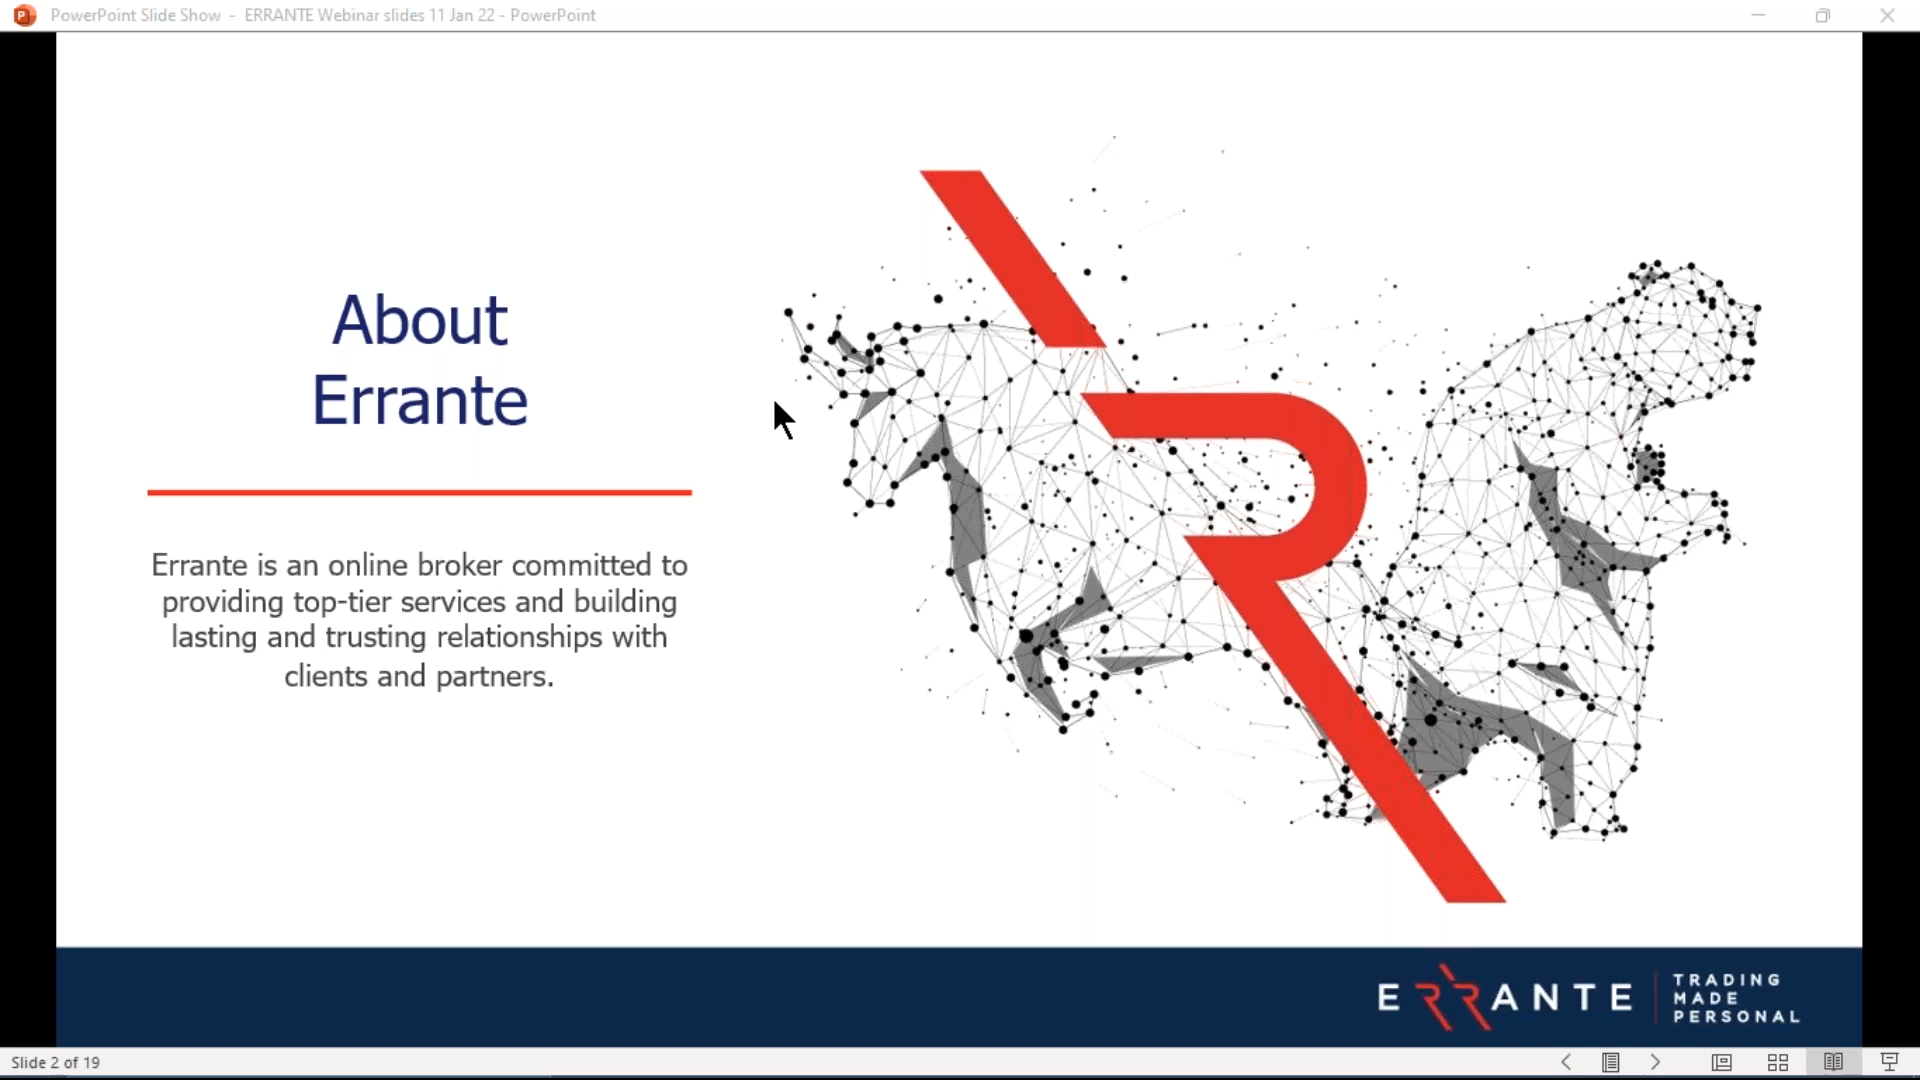 PowerPoint Slide Show - ERRANTE Webinar slides 11 Jan 22 - PowerPoint
About
Errante
Errante is an online broker committed to
providing top-tier services and building
lasting and trusting relationships with
clients and partners.
ERRANTE
TRADING
MADE
PERSONAL
Slide 2 of 19